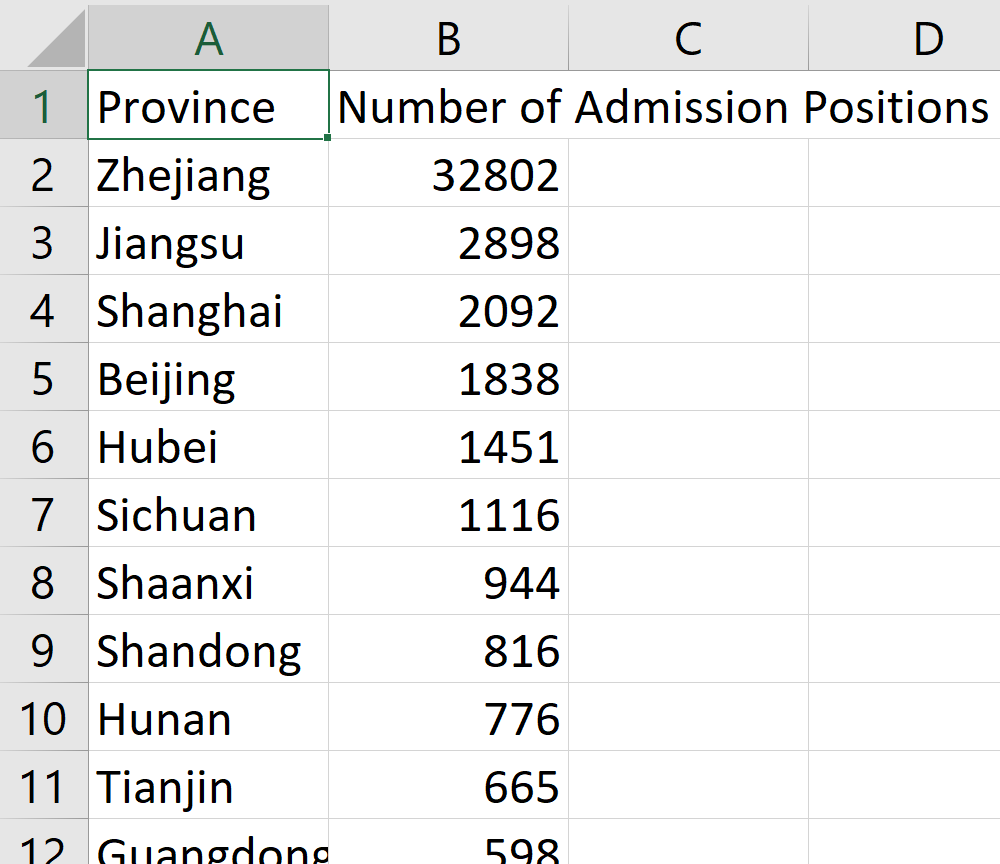 A B C D
1 Province Number of Admission Positions
2 Zhejiang 32802
3 Jiangsu 2898
4 Shanghai 2092
5 Beijing 1838
6 Hubei 1451
7 Sichuan 1116
8 Shaanxi 944
9 Shandong 816
10 Hunan 776
11 Tianjin 665
12 Guangdong 598